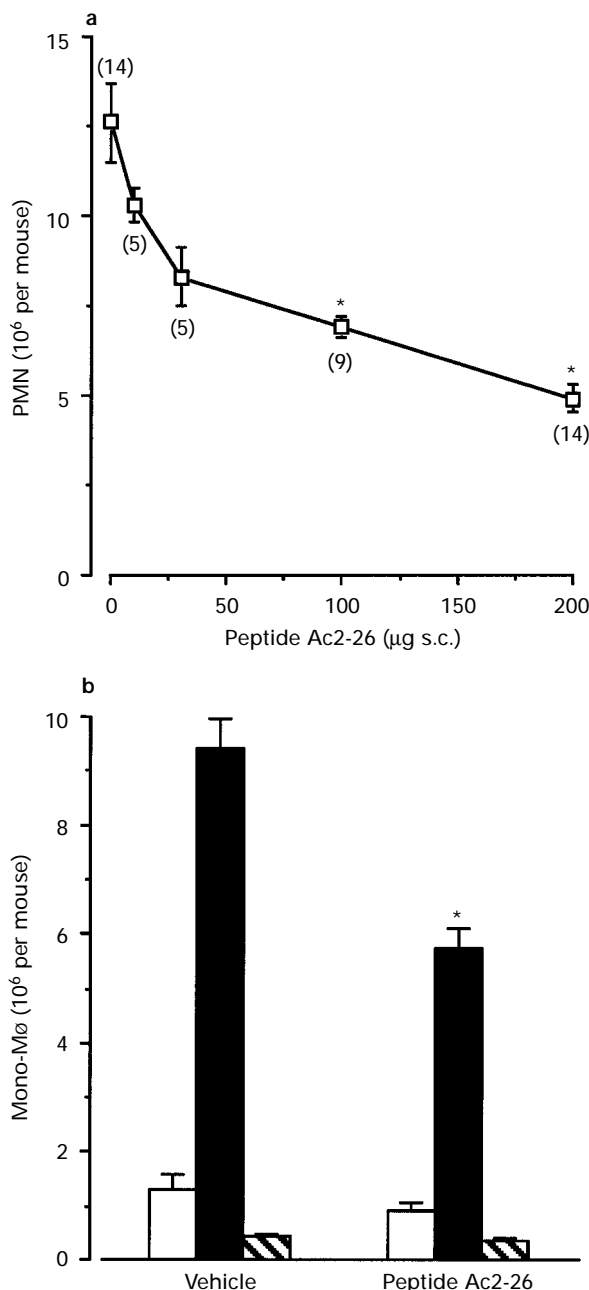 a
15
(14)
10
(5)
(5)
*
(9)
*
5
(14)
0
PMN (10⁶ per mouse)
0 50 100 150 200
Peptide Ac2-26 (μg s.c.)
b
10
8
6
4
2
0
*
Mono-Mø (10⁶ per mouse)
Vehicle Peptide Ac2-26